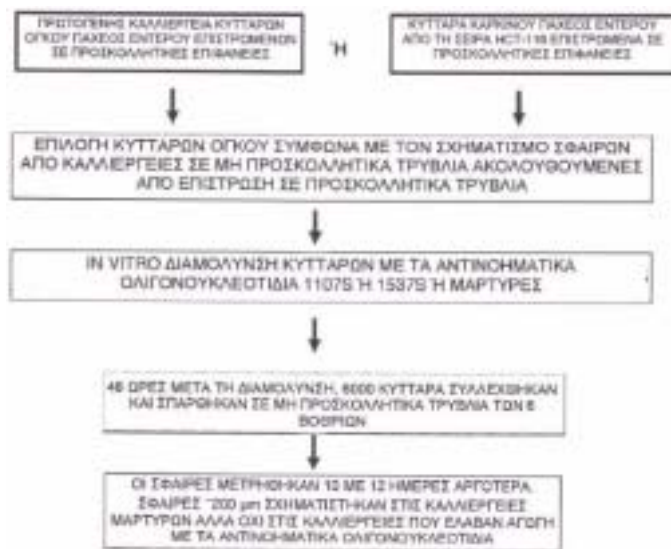 ΠΡΩΤΟΓΕΝΗΣ ΚΑΛΛΙΕΡΓΕΙΑ ΚΥΤΤΑΡΩΝ
ΟΓΚΟΥ ΠΑΧΕΟΣ ΕΝΤΕΡΟΥ ΕΠΙΣΤΡΩΜΕΝΩΝ
ΣΕ ΠΡΟΣΚΟΛΛΗΤΙΚΕΣ ΕΠΙΦΑΝΕΙΕΣ
Ή
ΚΥΤΤΑΡΑ ΚΑΡΚΙΝΟΥ ΠΑΧΕΟΣ ΕΝΤΕΡΟΥ
ΑΠΟ ΤΗ ΣΕΙΡΑ HCT-116 ΕΠΙΣΤΡΩΜΕΝΑ ΣΕ
ΠΡΟΣΚΟΛΛΗΤΙΚΕΣ ΕΠΙΦΑΝΕΙΕΣ
ΕΠΙΛΟΓΗ ΚΥΤΤΑΡΩΝ ΟΓΚΟΥ ΣΥΜΦΩΝΑ ΜΕ ΤΟΝ ΣΧΗΜΑΤΙΣΜΟ ΣΦΑΙΡΩΝ
ΑΠΟ ΚΑΛΛΙΕΡΓΕΙΕΣ ΣΕ ΜΗ ΠΡΟΣΚΟΛΛΗΤΙΚΑ ΤΡΥΒΛΙΑ ΑΚΟΛΟΥΘΟΥΜΕΝΕΣ
ΑΠΟ ΕΠΙΣΤΡΩΣΗ ΣΕ ΠΡΟΣΚΟΛΛΗΤΙΚΑ ΤΡΥΒΛΙΑ
IN VITRO ΔΙΑΜΟΛΥΝΣΗ ΚΥΤΤΑΡΩΝ ΜΕ ΤΑ ΑΝΤΙΝΟΗΜΑΤΙΚΑ
ΟΛΙΓΟΝΟΥΚΛΕΟΤΙΔΙΑ 1107S Ή 1537S Ή ΜΑΡΤΥΡΕΣ
48 ΩΡΕΣ ΜΕΤΑ ΤΗ ΔΙΑΜΟΛΥΝΣΗ, 6000 ΚΥΤΤΑΡΑ ΣΥΛΛΕΧΘΗΚΑΝ
ΚΑΙ ΣΠΑΡΘΗΚΑΝ ΣΕ ΜΗ ΠΡΟΣΚΟΛΛΗΤΙΚΑ ΤΡΥΒΛΙΑ ΤΩΝ 6
ΒΟΘΡΙΩΝ
ΟΙ ΣΦΑΙΡΕΣ ΜΕΤΡΗΘΗΚΑΝ 10 ΜΕ 12 ΗΜΕΡΕΣ ΑΡΓΟΤΕΡΑ.
ΣΦΑΙΡΕΣ ~200 μm ΣΧΗΜΑΤΙΣΤΗΚΑΝ ΣΤΙΣ ΚΑΛΛΙΕΡΓΕΙΕΣ
ΜΑΡΤΥΡΩΝ ΑΛΛΑ ΟΧΙ ΣΤΙΣ ΚΑΛΛΙΕΡΓΕΙΕΣ ΠΟΥ ΕΛΑΒΑΝ ΑΓΩΓΗ
ΜΕ ΤΑ ΑΝΤΙΝΟΗΜΑΤΙΚΑ ΟΛΙΓΟΝΟΥΚΛΕΟΤΙΔΙΑ